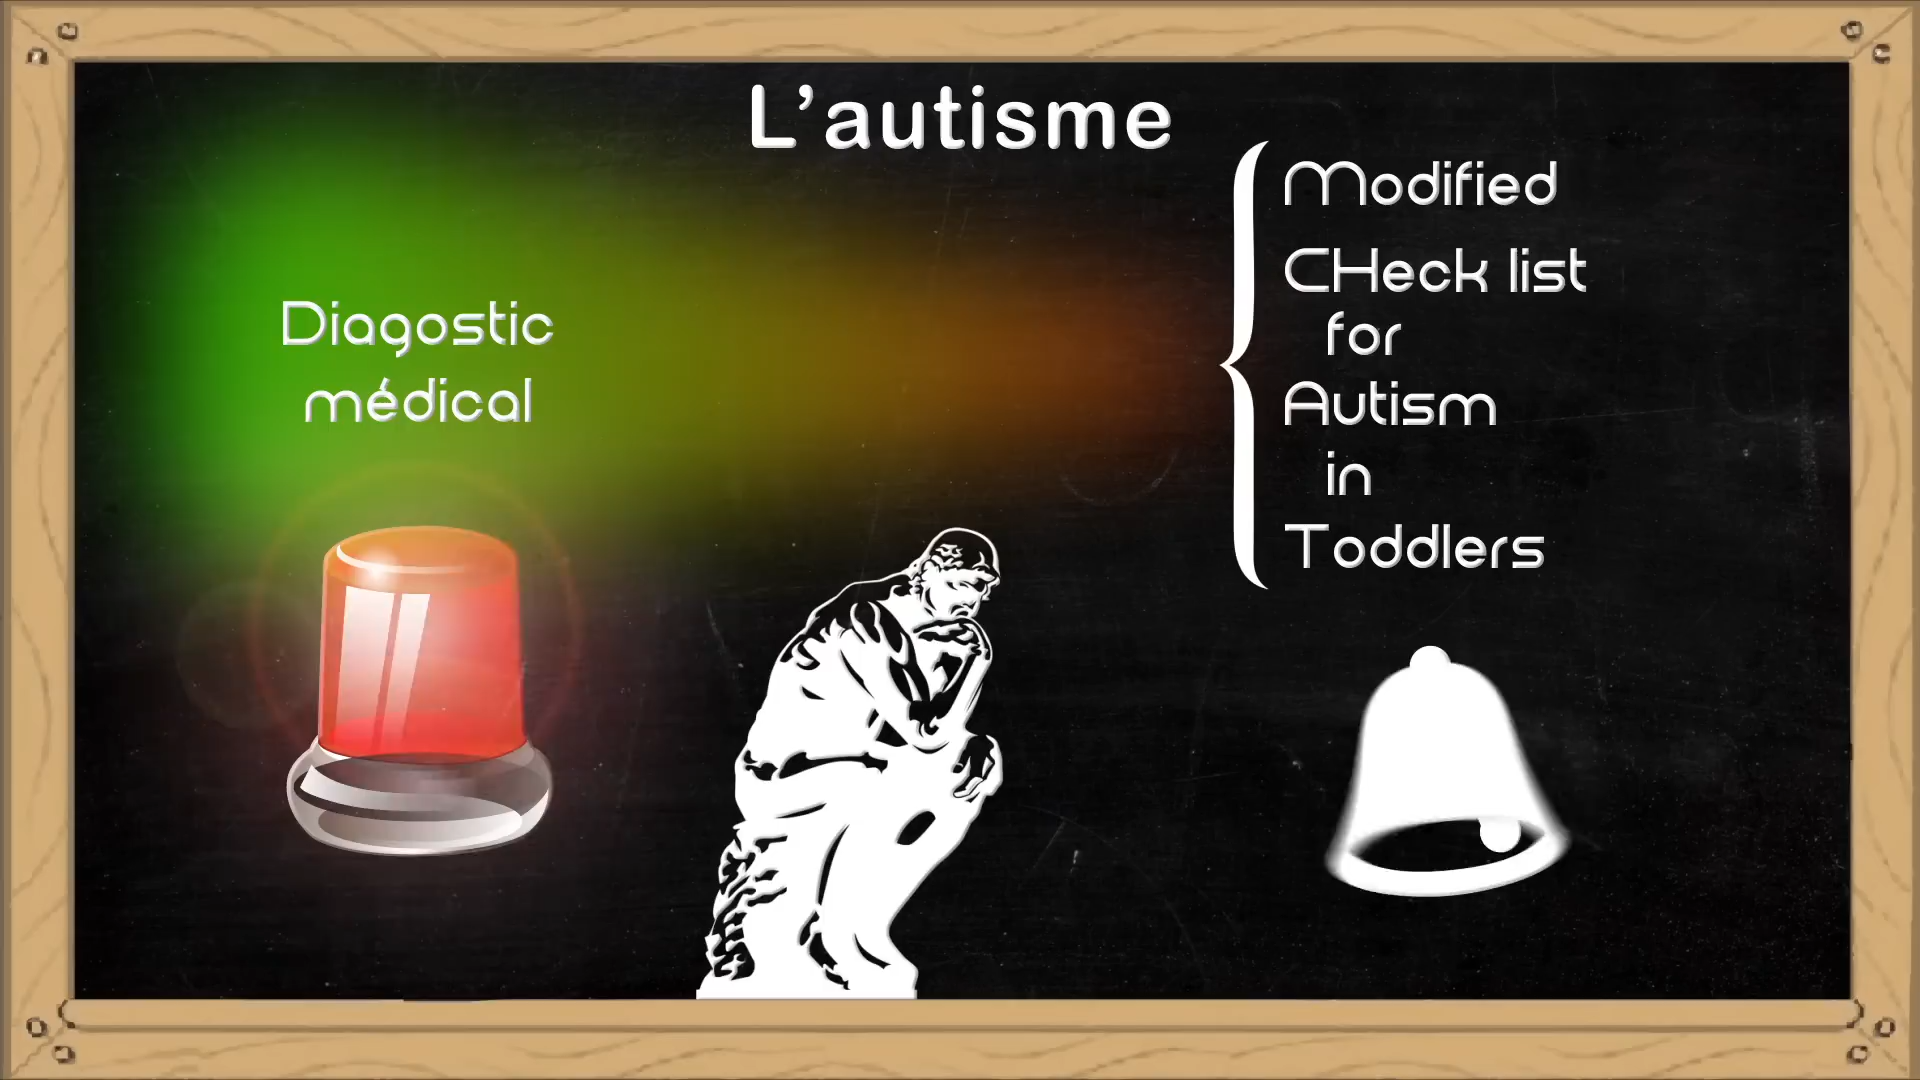 L'autisme
Diagostic
médical
Modified
CHeck list
for
Autism
in
Toddlers